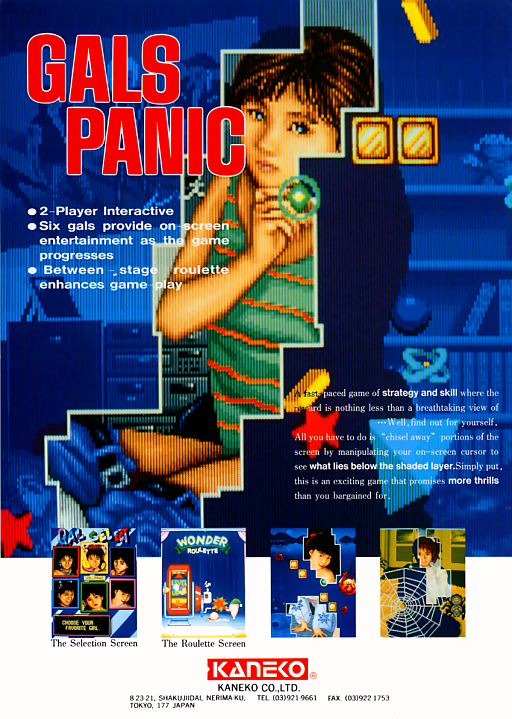 GALS
PANIC
● 2-Player Interactive
● Six gals provide on-screen
entertainment as the game
progresses
● Between-stage roulette
enhances game play
A fast-paced game of strategy and skill where the
reward is nothing less than a breathtaking view of
…Well, find out for yourself.
All you have to do is “chisel away” portions of the
screen by manipulating your on-screen cursor to
see what lies below the shaded layer. Simply put,
this is an exciting game that promises more thrills
than you bargained for.
GAL SELECT
CHOOSE YOUR
FAVORITE GAL.
WONDER
ROULETTE
The Selection Screen
The Roulette Screen
KANEKO ®
KANEKO CO.,LTD.
8-23-21, SHAKUJIIDAI, NERIMA-KU, TEL. (03)921-9661 FAX. (03)922-1753
TOKYO, 177 JAPAN